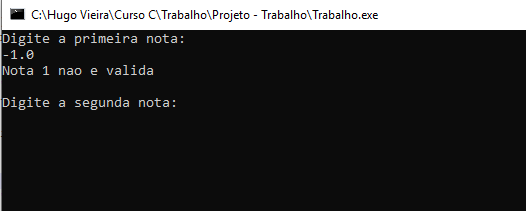 C:\Hugo Vieira\Curso C\Trabalho\Projeto - Trabalho\Trabalho.exe
Digite a primeira nota:
-1.0
Nota 1 nao e valida
Digite a segunda nota: